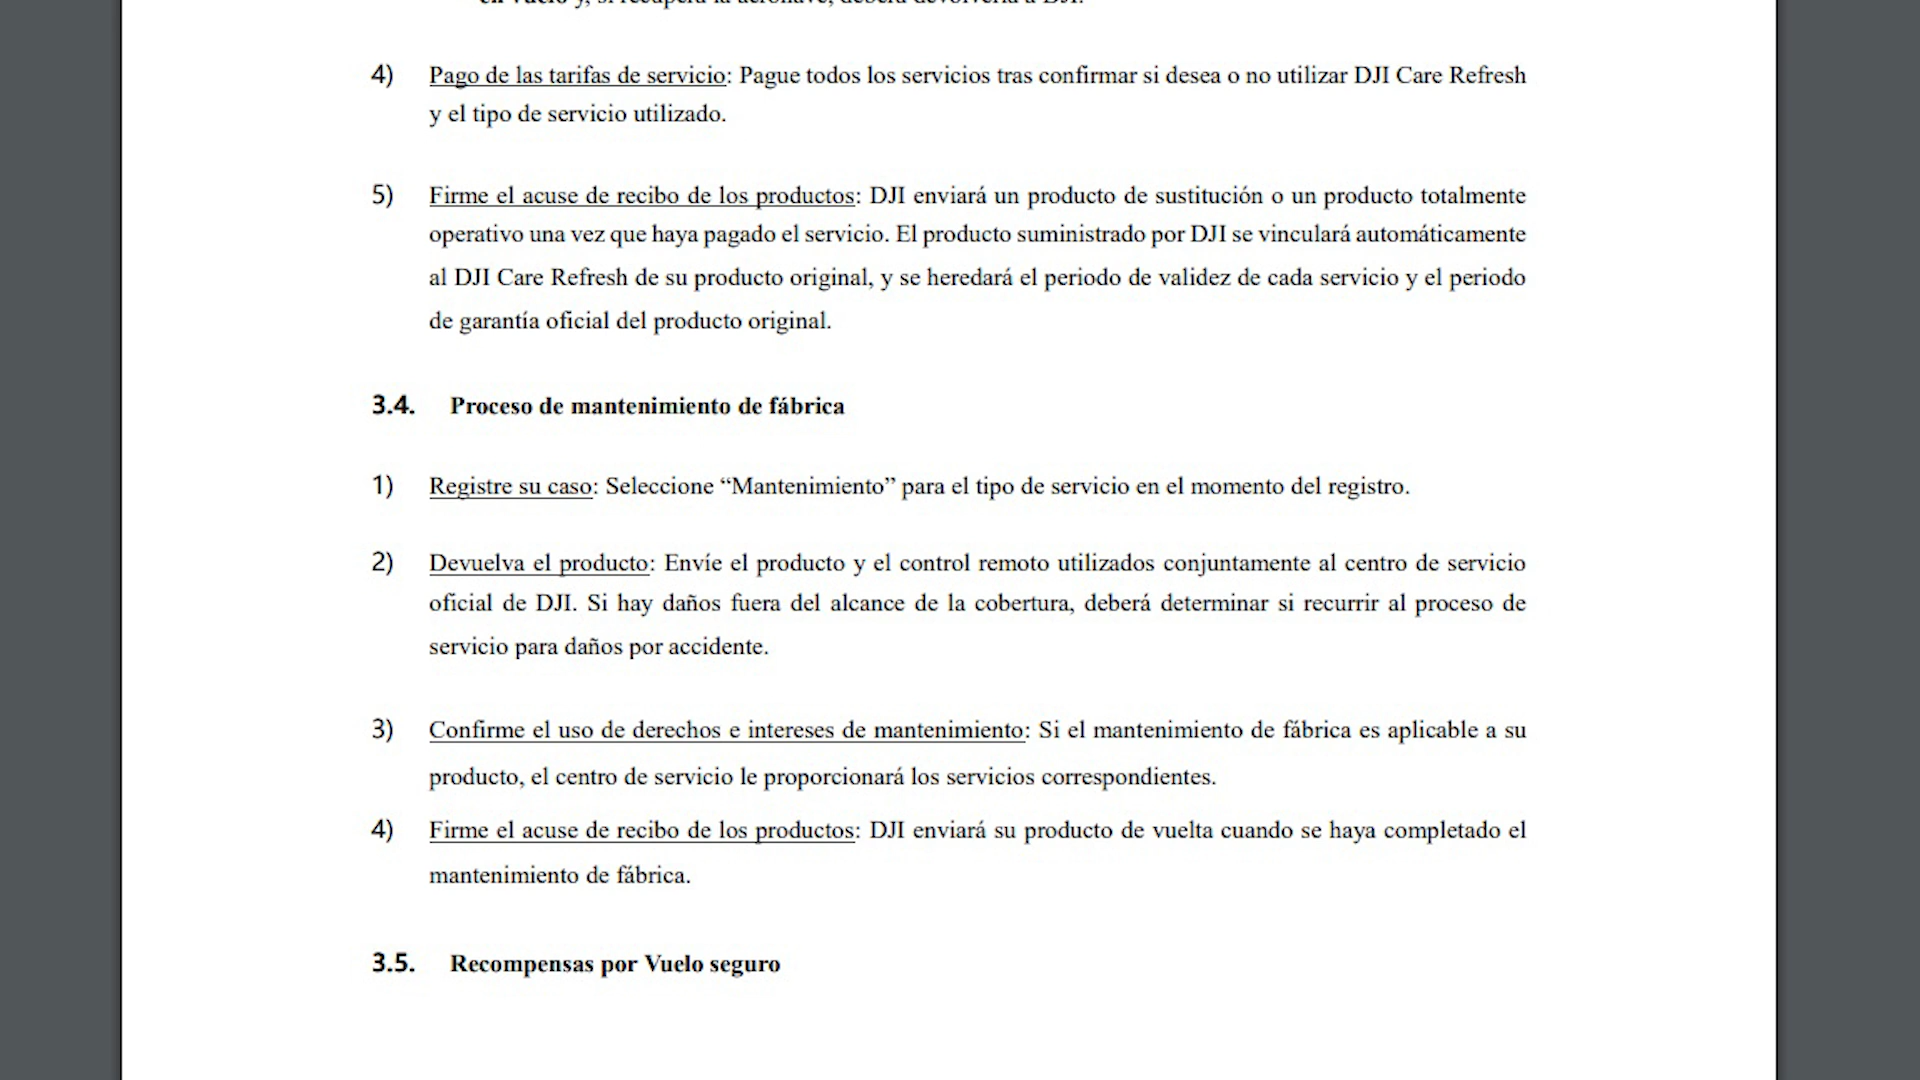 en vuelo y, si recupera la aeronave, deberá devolverla a DJI.
4) Pago de las tarifas de servicio: Pague todos los servicios tras confirmar si desea o no utilizar DJI Care Refresh
y el tipo de servicio utilizado.
5) Firme el acuse de recibo de los productos: DJI enviará un producto de sustitución o un producto totalmente
operativo una vez que haya pagado el servicio. El producto suministrado por DJI se vinculará automáticamente
al DJI Care Refresh de su producto original, y se heredará el periodo de validez de cada servicio y el periodo
de garantía oficial del producto original.
3.4. Proceso de mantenimiento de fábrica
1) Registre su caso: Seleccione “Mantenimiento” para el tipo de servicio en el momento del registro.
2) Devuelva el producto: Envíe el producto y el control remoto utilizados conjuntamente al centro de servicio
oficial de DJI. Si hay daños fuera del alcance de la cobertura, deberá determinar si recurrir al proceso de
servicio para daños por accidente.
3) Confirme el uso de derechos e intereses de mantenimiento: Si el mantenimiento de fábrica es aplicable a su
producto, el centro de servicio le proporcionará los servicios correspondientes.
4) Firme el acuse de recibo de los productos: DJI enviará su producto de vuelta cuando se haya completado el
mantenimiento de fábrica.
3.5. Recompensas por Vuelo seguro